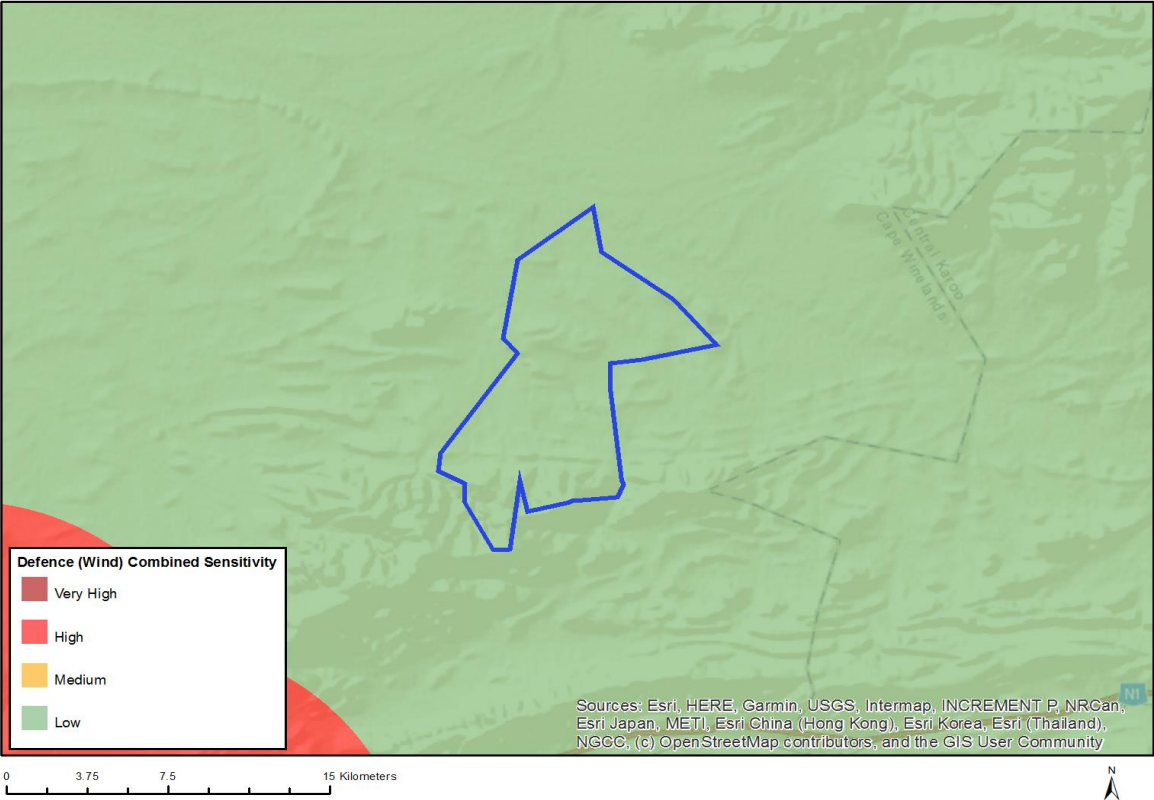 Central Karoo
Cape Winelands
Defence (Wind) Combined Sensitivity
Very High
High
Medium
Low
N1
Sources: Esri, HERE, Garmin, USGS, Intermap, INCREMENT P, NRCan,
Esri Japan, METI, Esri China (Hong Kong), Esri Korea, Esri (Thailand),
NGCC, (c) OpenStreetMap contributors, and the GIS User Community
0 3.75 7.5 15 Kilometers
N